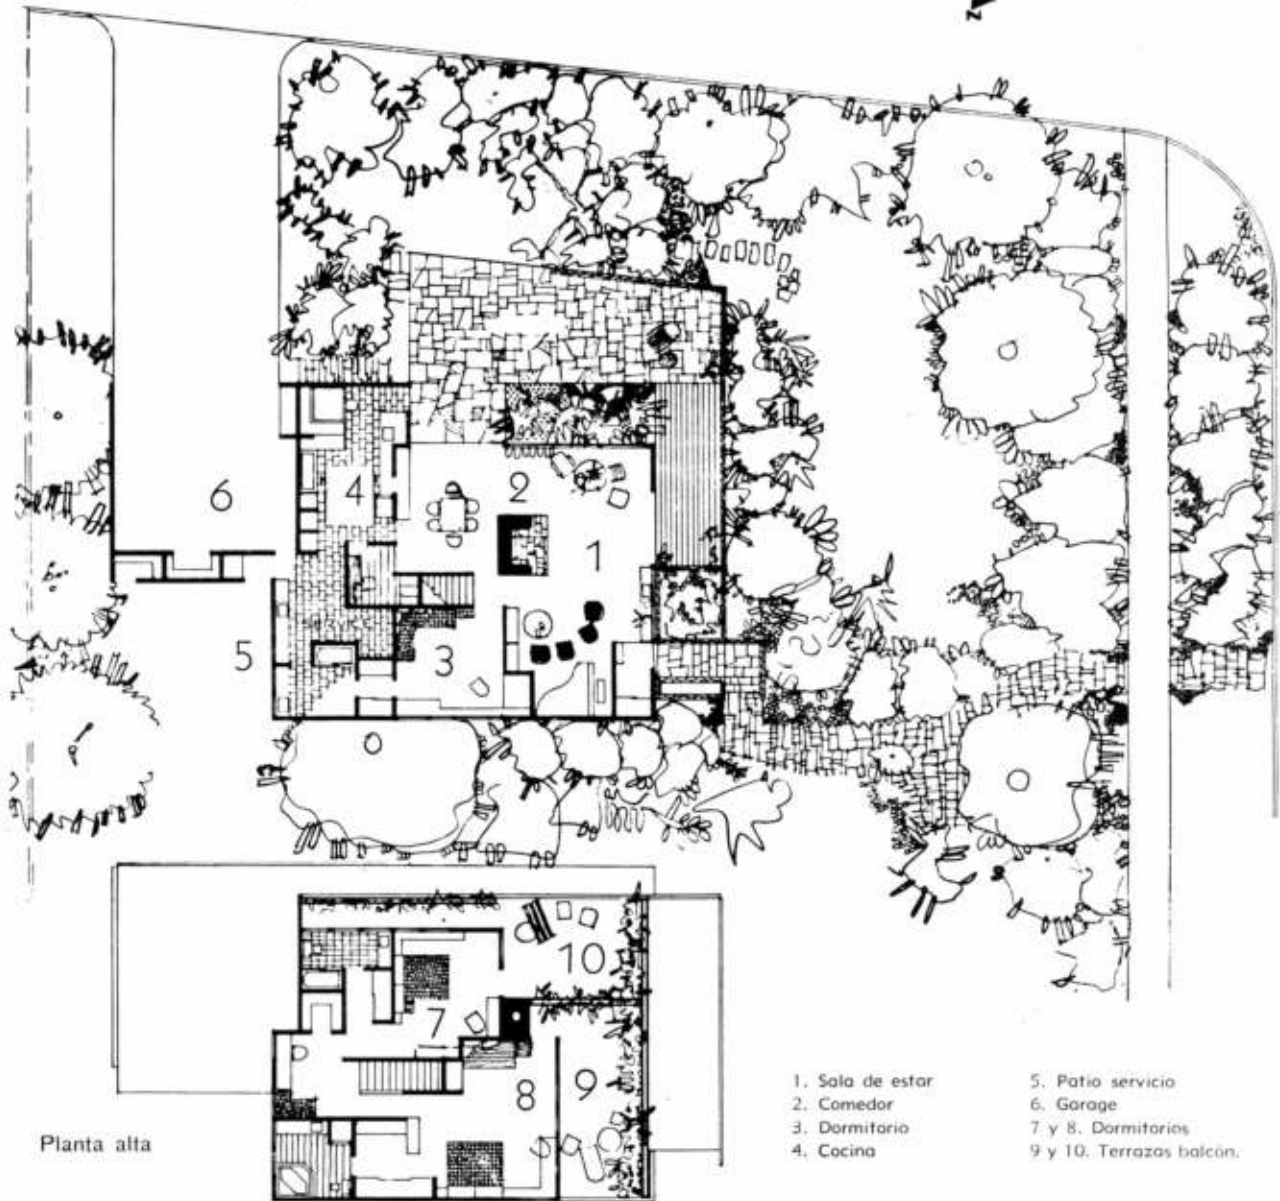 N
6
4
2
1
5
3
10
7
8
9
Planta alta
1. Sala de estar
2. Comedor
3. Dormitorio
4. Cocina
5. Patio servicio
6. Garage
7 y 8. Dormitorios
9 y 10. Terrazas balcón.